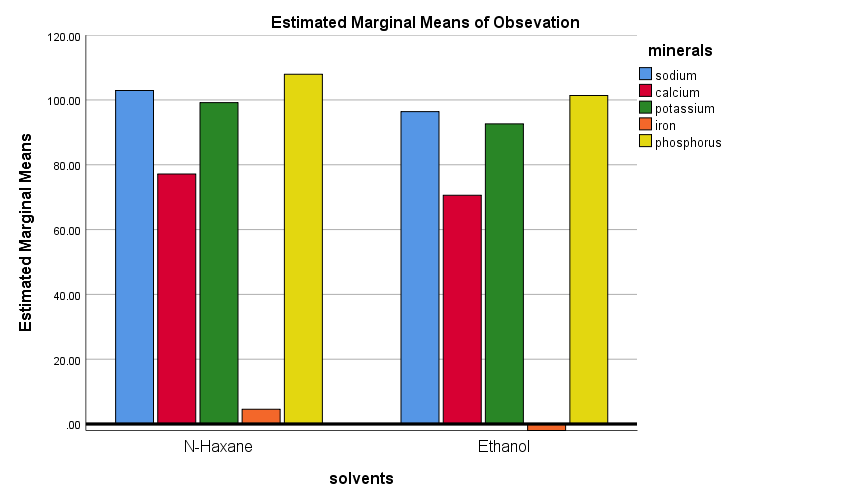 Estimated Marginal Means of Obsevation
minerals
sodium
calcium
potassium
iron
phosphorus
Estimated Marginal Means
120.00
100.00
80.00
60.00
40.00
20.00
.00
N-Haxane
Ethanol
solvents